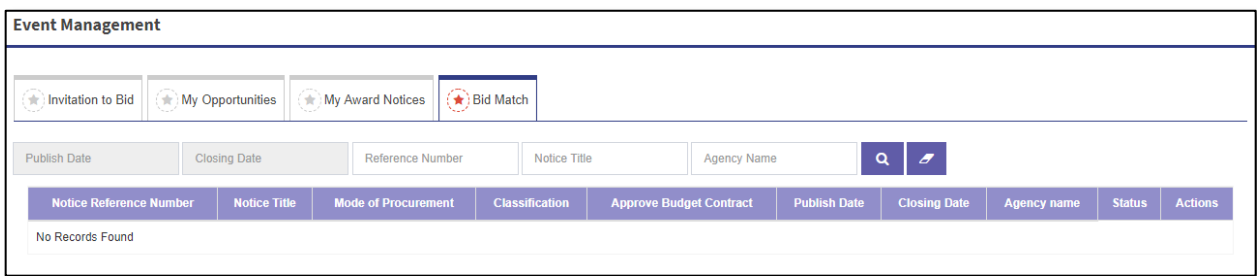 Event Management
Invitation to Bid My Opportunities My Award Notices Bid Match
Publish Date Closing Date Reference Number Notice Title Agency Name
Notice Reference Number Notice Title Mode of Procurement Classification Approve Budget Contract Publish Date Closing Date Agency name Status Actions
No Records Found